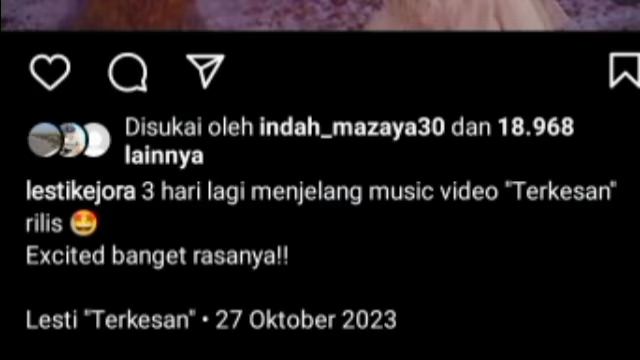 Disukai oleh indah_mazaya30 dan 18.968
lainnya
lestikejora 3 hari lagi menjelang music video "Terkesan"
rilis 🤩
Excited banget rasanya!!
Lesti "Terkesan" • 27 Oktober 2023